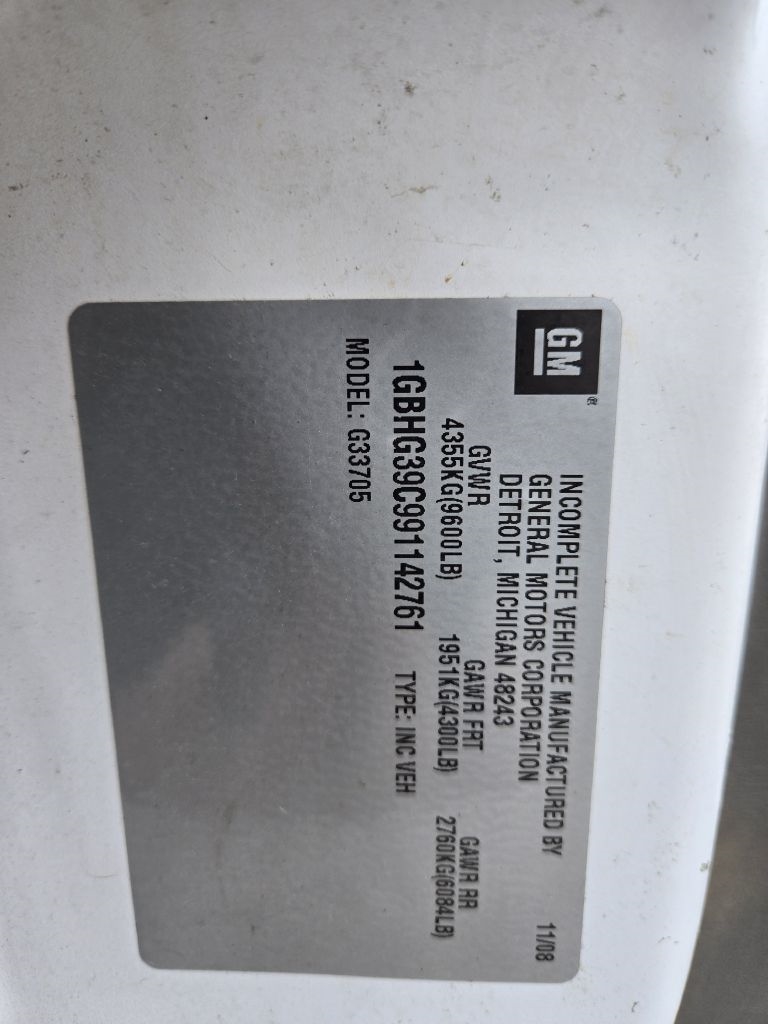 GM®
INCOMPLETE VEHICLE MANUFACTURED BY 11/08
GENERAL MOTORS CORPORATION
DETROIT, MICHIGAN 48243
GVWR GAWR FRT GAWR RR
4355KG(9600LB) 1951KG(4300LB) 2760KG(6084LB)
1GBHG39C991142761 TYPE: INC VEH
MODEL: G33705